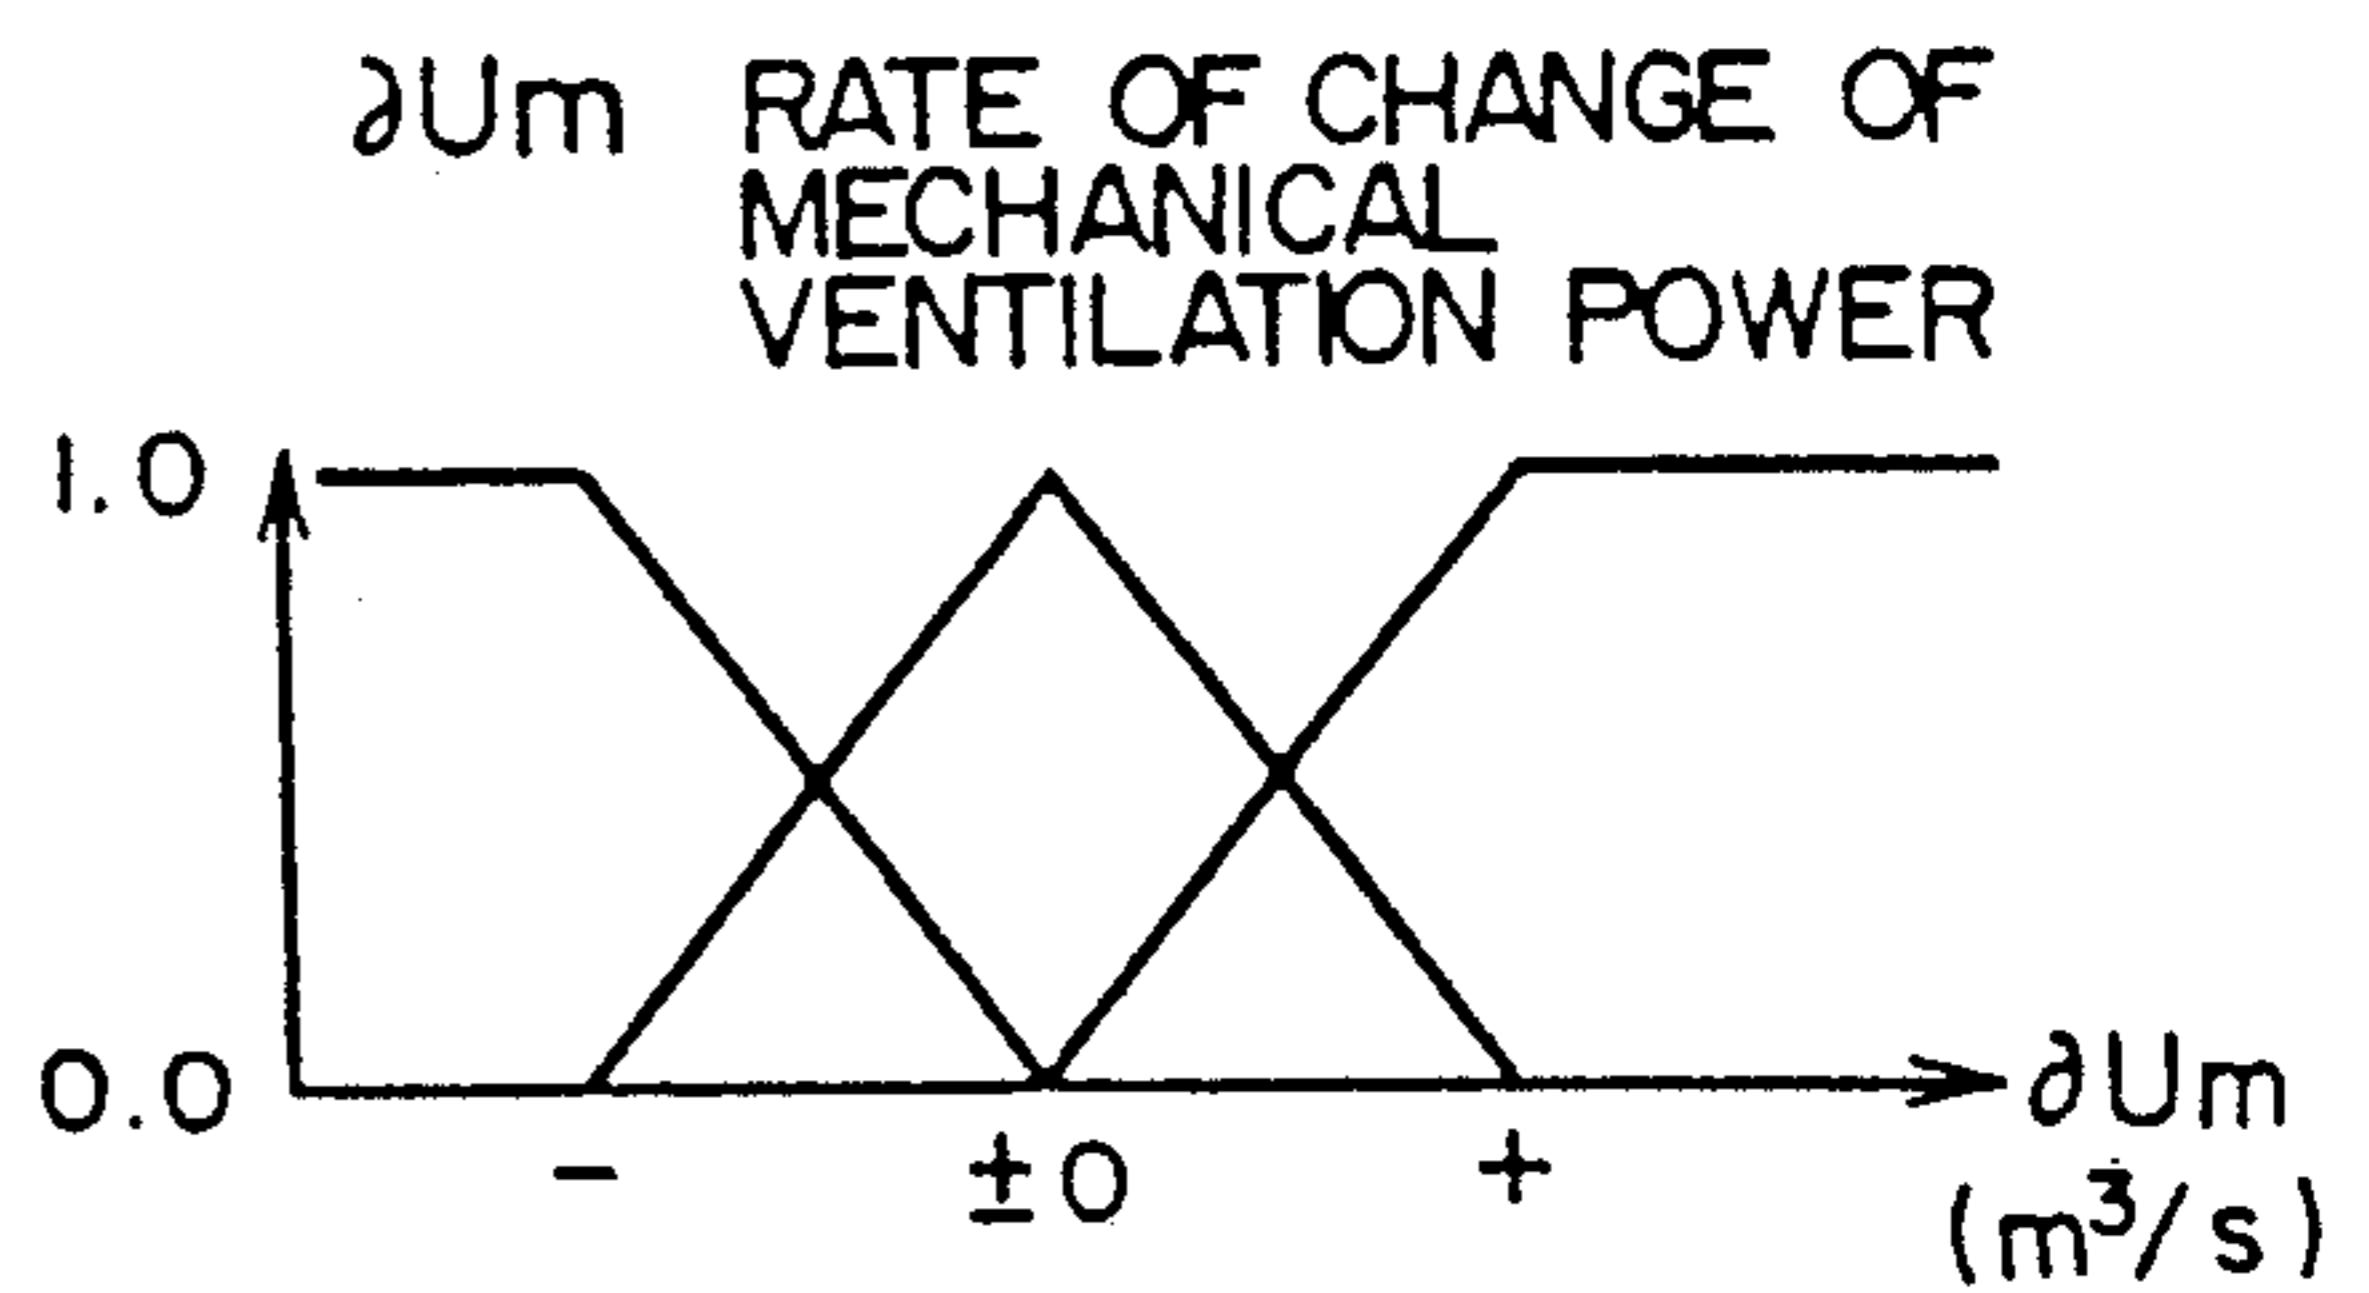 ∂Um RATE OF CHANGE OF
MECHANICAL
VENTILATION POWER
1.0
0.0
- ±0 + ∂Um
(m³/s)